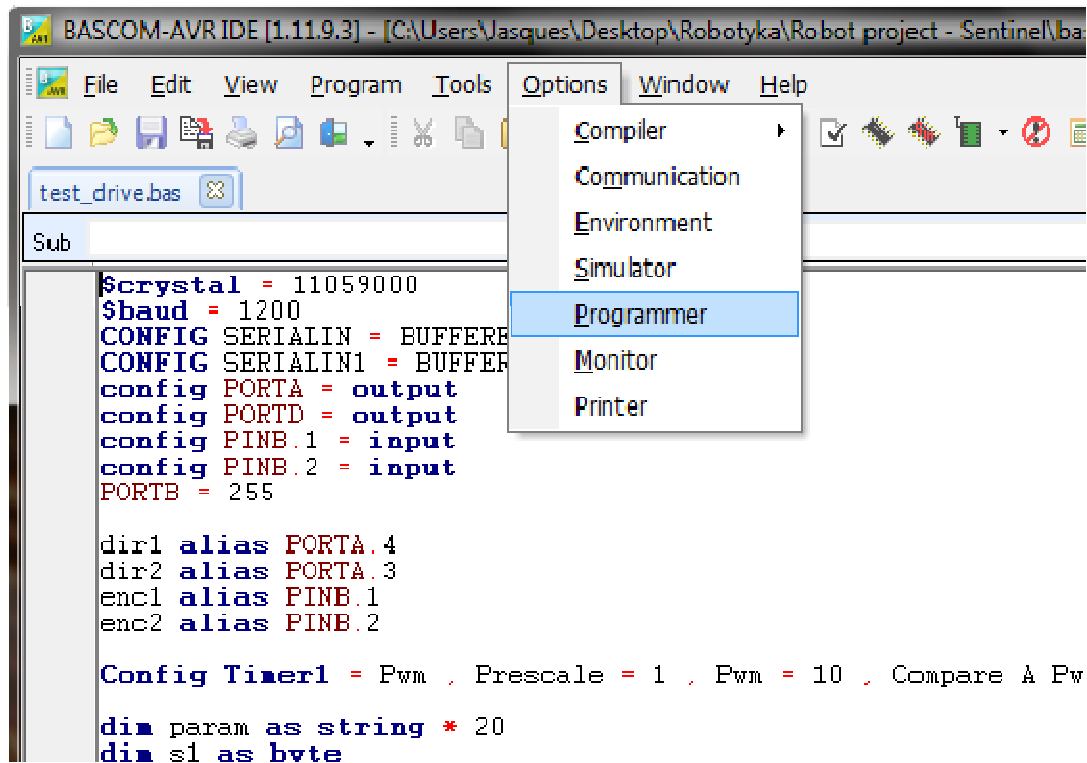 BASCOM-AVR IDE [1.11.9.3] - [C:\Users\Jasques\Desktop\Robotyka\Robot project - Sentinel\ba
File Edit View Program Tools Options Window Help
Compiler
Communication
Environment
Simulator
Programmer
Monitor
Printer
test_drive.bas
Sub
$crystal = 11059000
$baud = 1200
CONFIG SERIALIN = BUFFERE
CONFIG SERIALIN1 = BUFFER
config PORTA = output
config PORTD = output
config PINB.1 = input
config PINB.2 = input
PORTB = 255
dir1 alias PORTA.4
dir2 alias PORTA.3
enc1 alias PINB.1
enc2 alias PINB.2
Config Timer1 = Pwm , Prescale = 1 , Pwm = 10 , Compare A Pw
dim param as string * 20
dim s1 as byte